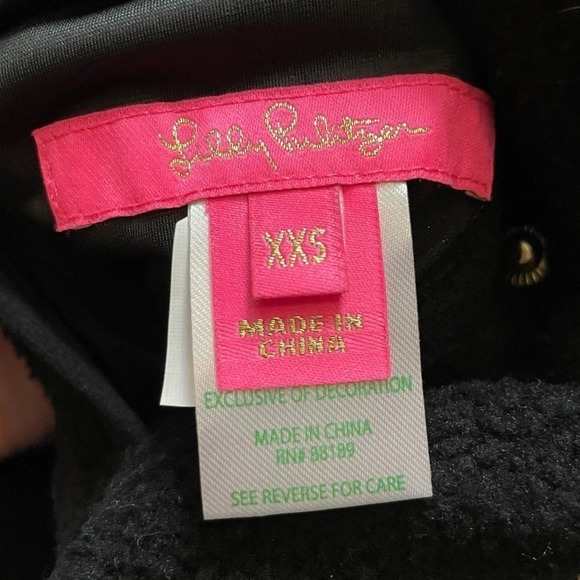 Lilly Pulitzer
XXS
MADE IN
CHINA
EXCLUSIVE OF DECORATION
MADE IN CHINA
RN# 88189
SEE REVERSE FOR CARE